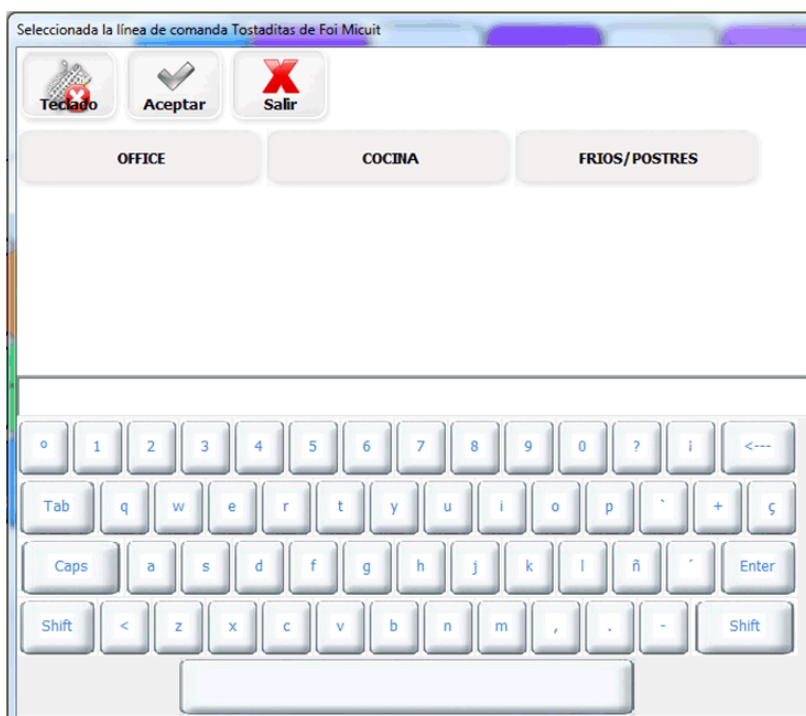 Seleccionada la línea de comanda Tostaditas de Foi Micuit
Teclado Aceptar Salir
OFFICE COCINA FRIOS/POSTRES
º 1 2 3 4 5 6 7 8 9 0 ? ¡ <---
Tab q w e r t y u i o p ` + ç
Caps a s d f g h j k l ñ ´ Enter
Shift < z x c v b n m , . - Shift